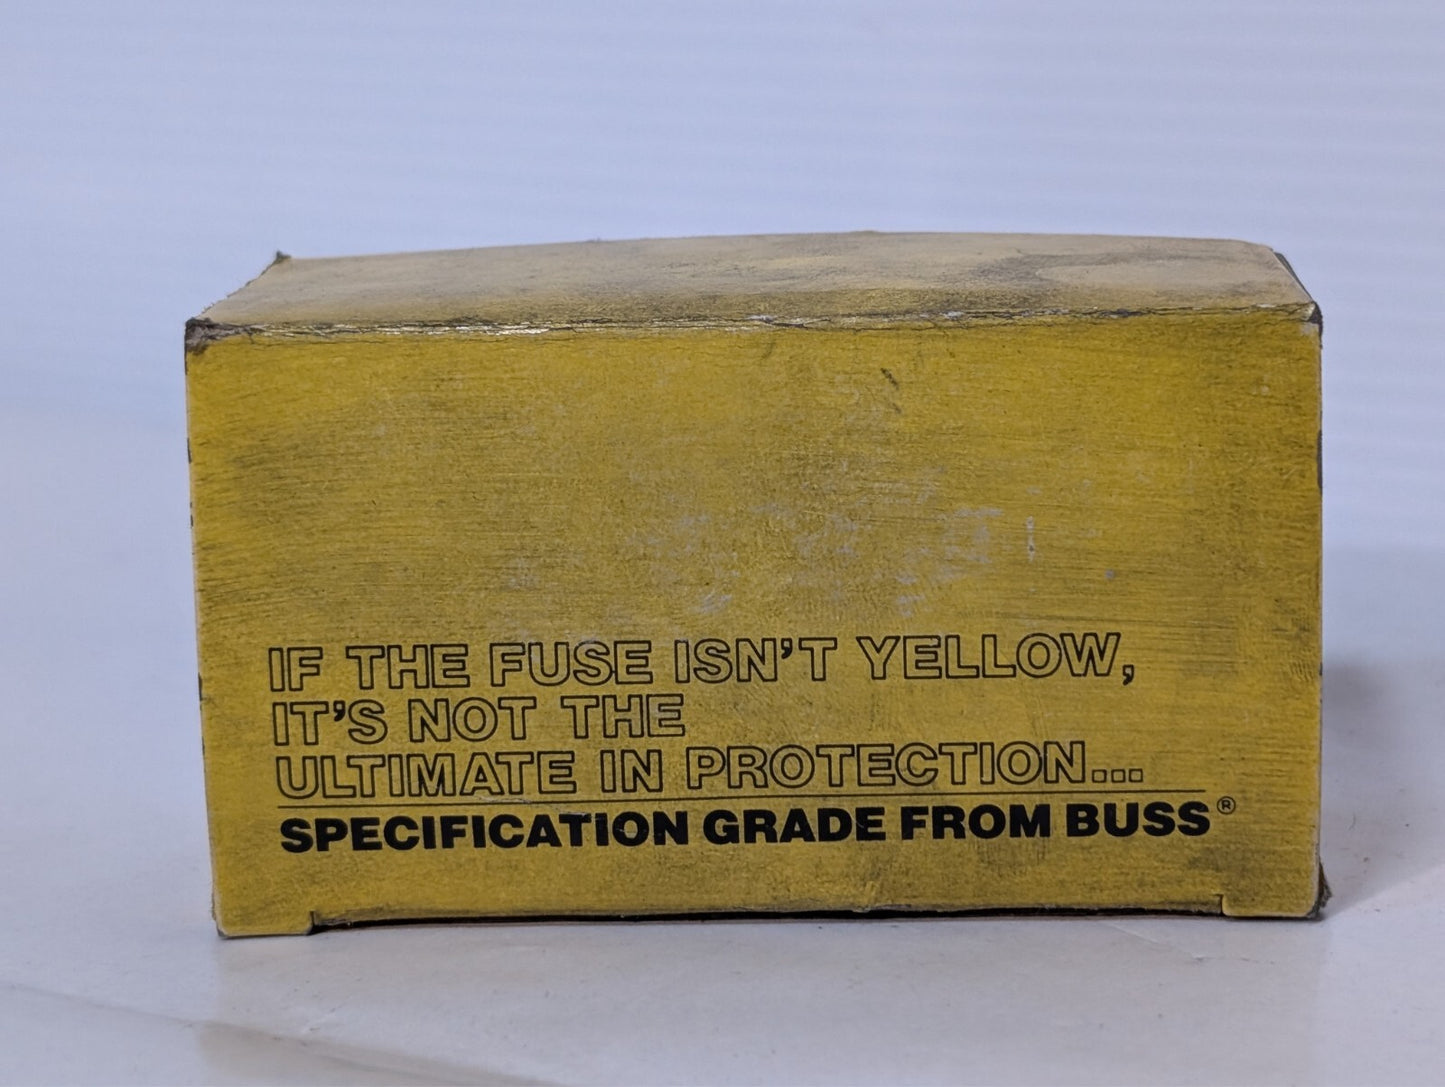 IF THE FUSE ISN'T YELLOW,
IT'S NOT THE
ULTIMATE IN PROTECTION...
SPECIFICATION GRADE FROM BUSS®